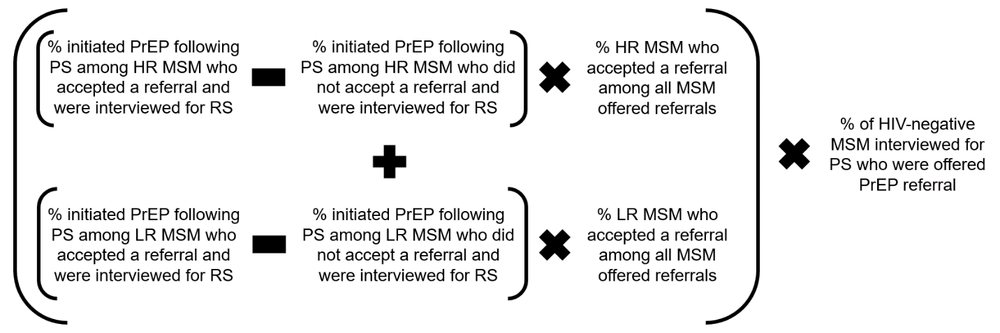 % initiated PrEP following
PS among HR MSM who
accepted a referral and
were interviewed for RS
% initiated PrEP following
PS among HR MSM who did
not accept a referral and
were interviewed for RS
% HR MSM who
accepted a referral
among all MSM
offered referrals
% initiated PrEP following
PS among LR MSM who
accepted a referral and
were interviewed for RS
% initiated PrEP following
PS among LR MSM who did
not accept a referral and
were interviewed for RS
% LR MSM who
accepted a referral
among all MSM
offered referrals
% of HIV-negative
MSM interviewed for
PS who were offered
PrEP referral